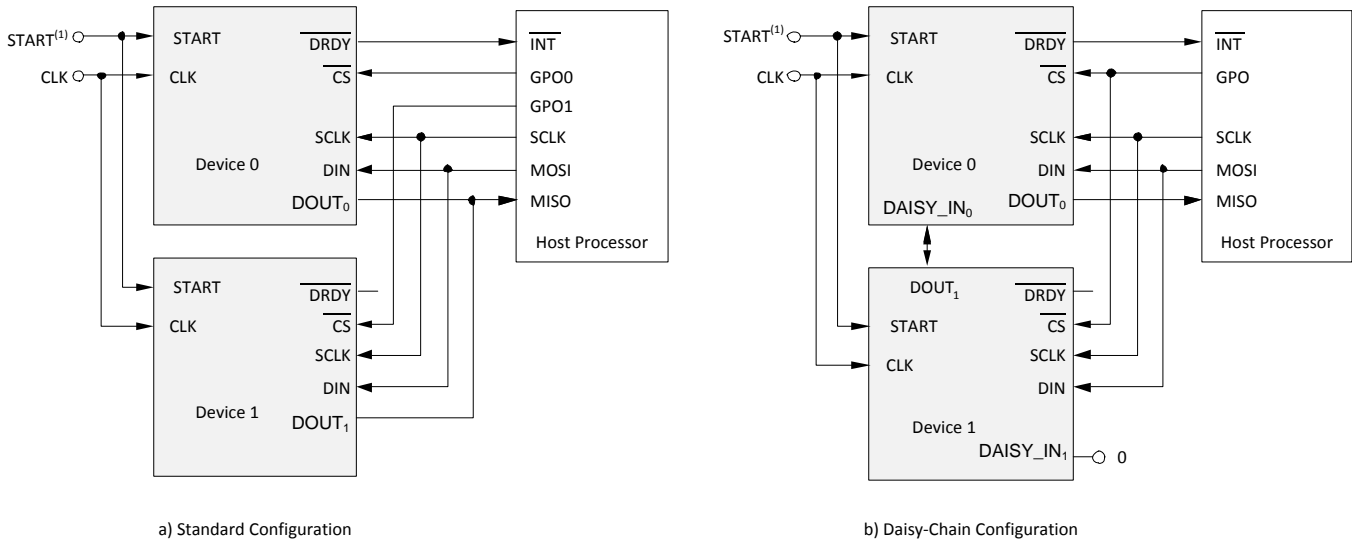 START(1)
CLK
START
CLK
DRDY
CS
SCLK
DIN
DOUT0
Device 0
INT
GPO0
GPO1
SCLK
MOSI
MISO
Host Processor
START
CLK
DRDY
CS
SCLK
DIN
DOUT1
Device 1
a) Standard Configuration
START(1)
CLK
START
CLK
DRDY
CS
SCLK
DIN
DOUT0
Device 0
DAISY_IN0
INT
GPO
SCLK
MOSI
MISO
Host Processor
DOUT1
START
CLK
DRDY
CS
SCLK
DIN
Device 1
DAISY_IN1
0
b) Daisy-Chain Configuration